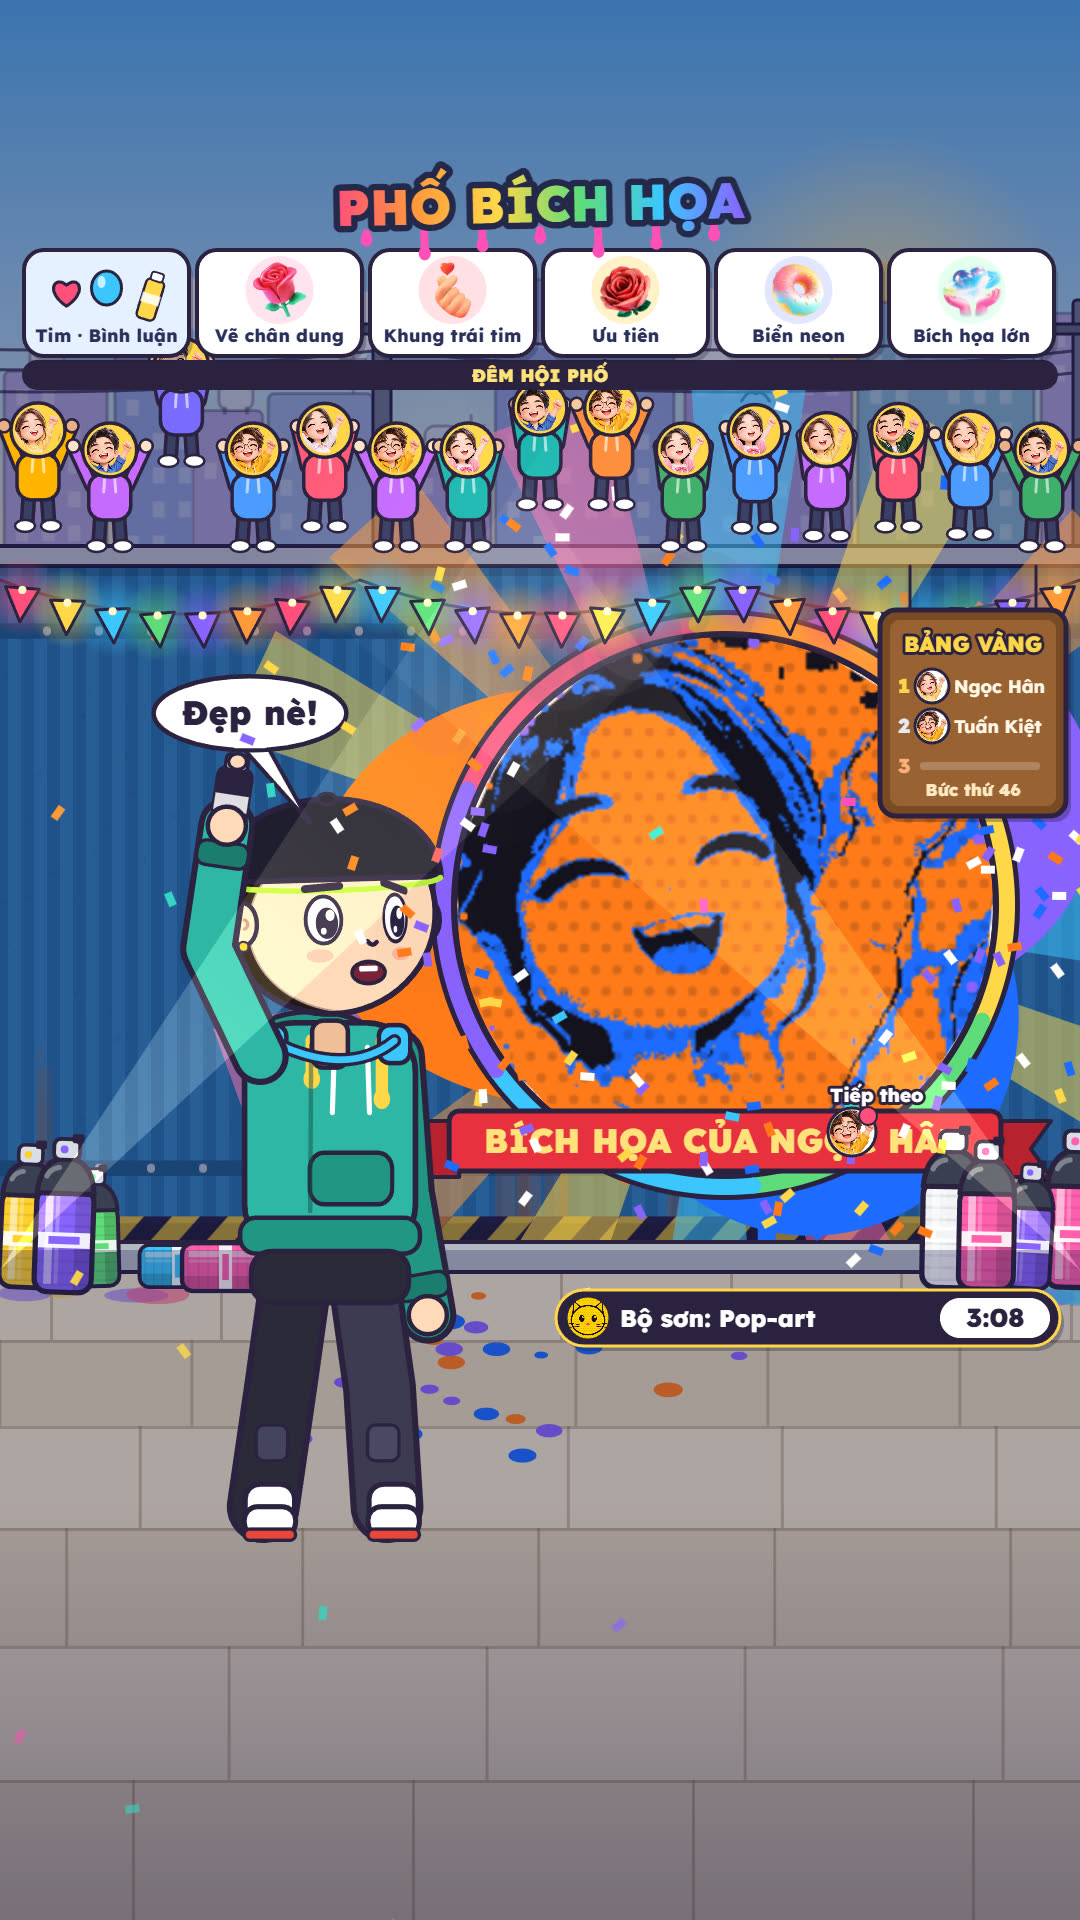 PHỐ BÍCH HỌA
Tim · Bình luận
Vẽ chân dung
Khung trái tim
Ưu tiên
Biển neon
Bích họa lớn
ĐÊM HỘI PHỐ
BẢNG VÀNG
1 Ngọc Hân
2 Tuấn Kiệt
3
Bức thứ 46
Đẹp nè!
Tiếp theo
BÍCH HỌA CỦA
Bộ sơn: Pop-art
3:08